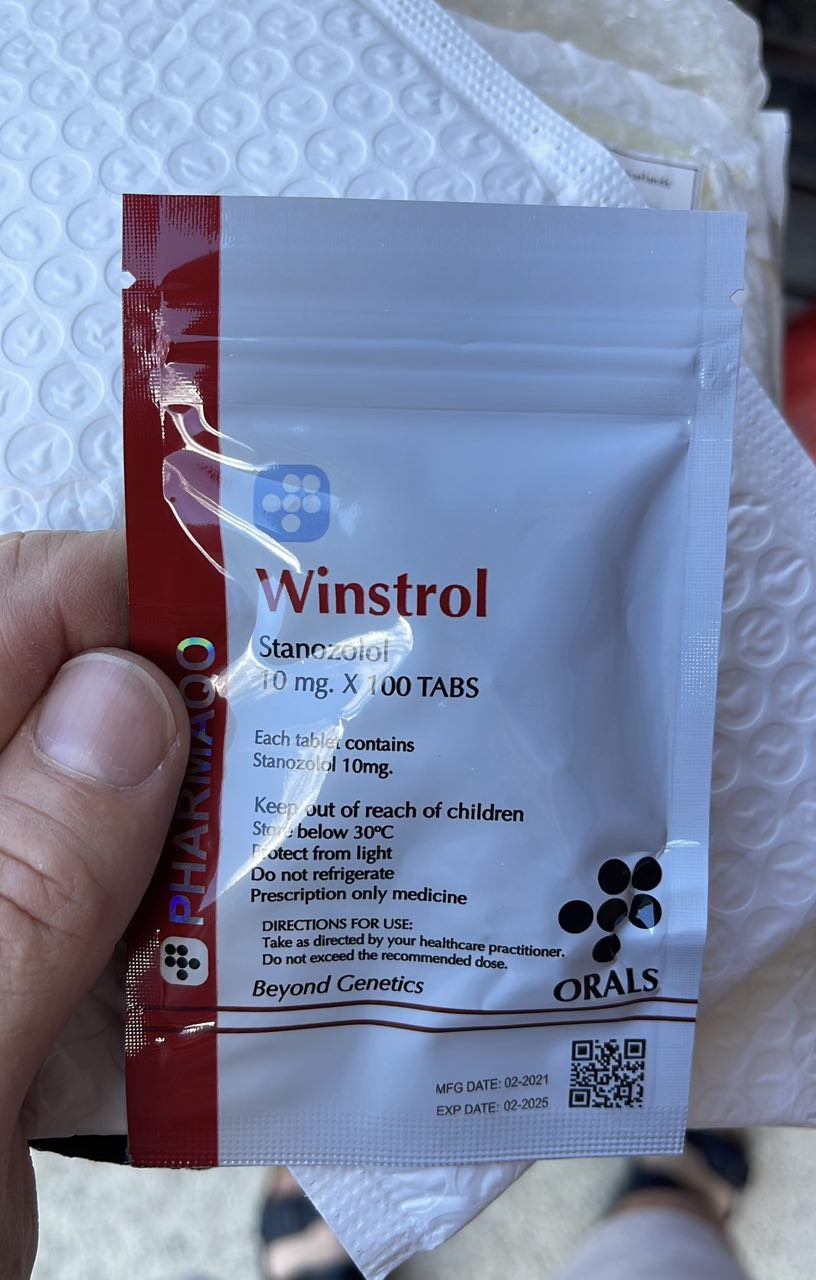 Winstrol
Stanozolol
10 mg. X 100 TABS
Each tablet contains
Stanozolol 10mg.
Keep out of reach of children
Store below 30ºC
Protect from light
Do not refrigerate
Prescription only medicine
DIRECTIONS FOR USE:
Take as directed by your healthcare practitioner.
Do not exceed the recommended dose.
Beyond Genetics
ORALS
MFG DATE: 02-2021
EXP DATE: 02-2025
PHARMAQO